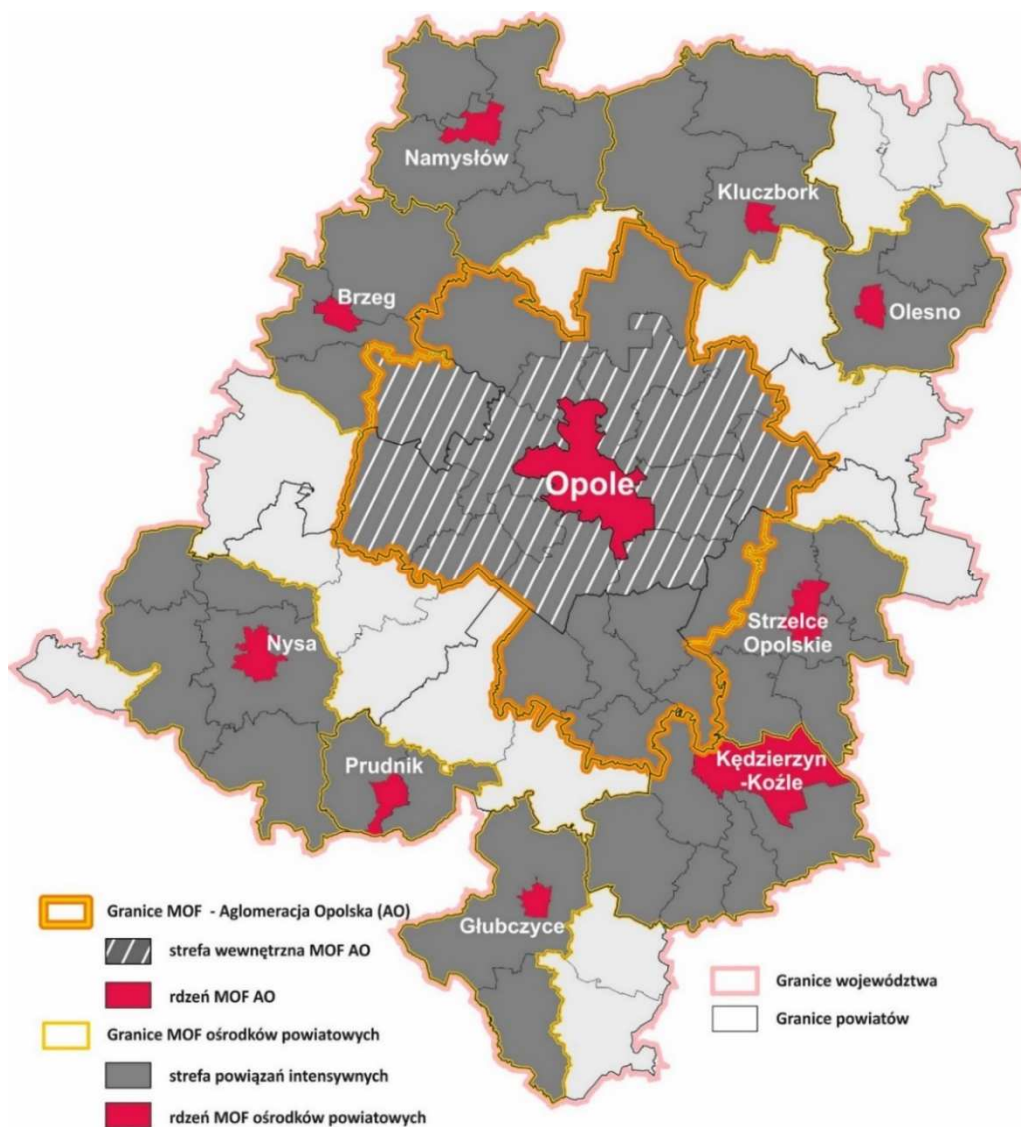 Namysłów
Kluczbork
Brzeg
Olesno
Opole
Strzelce
Opolskie
Nysa
Kędzierzyn
-Koźle
Prudnik
Głubczyce
Granice MOF - Aglomeracja Opolska (AO)
strefa wewnętrzna MOF AO
rdzeń MOF AO
Granice MOF ośrodków powiatowych
strefa powiązań intensywnych
rdzeń MOF ośrodków powiatowych
Granice województwa
Granice powiatów